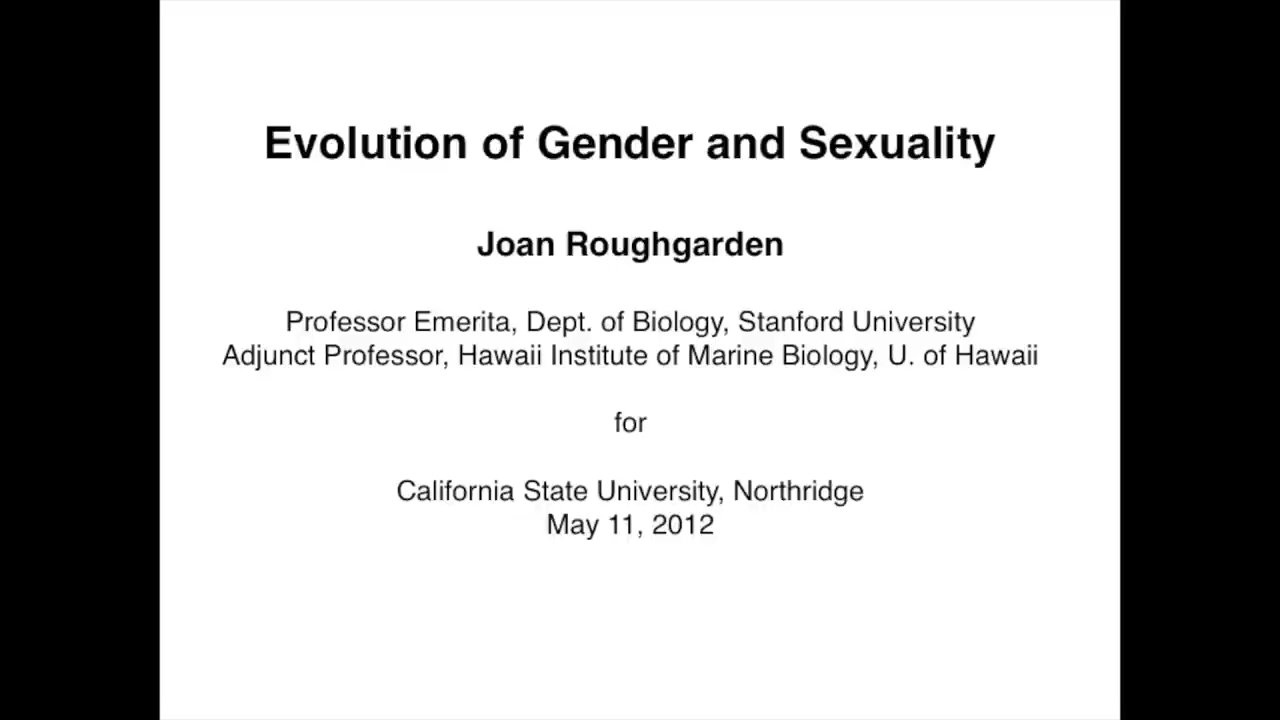 Evolution of Gender and Sexuality
Joan Roughgarden
Professor Emerita, Dept. of Biology, Stanford University
Adjunct Professor, Hawaii Institute of Marine Biology, U. of Hawaii
for
California State University, Northridge
May 11, 2012